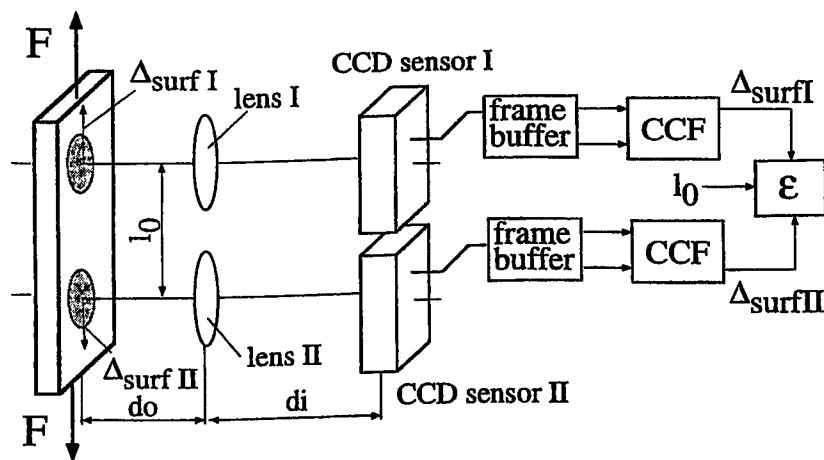 F
Δsurf I
lens I
CCD sensor I
frame
buffer
CCF
ΔsurfI
l0
l0
ε
frame
buffer
CCF
ΔsurfII
lens II
Δsurf II
CCD sensor II
F
do
di